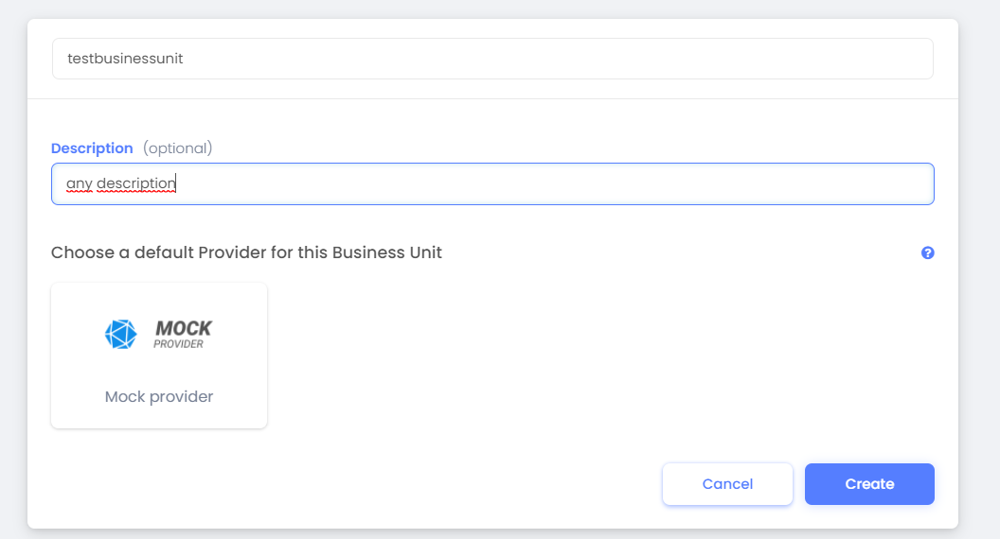 testbusinessunit
Description (optional)
any description
Choose a default Provider for this Business Unit
?
MOCK
PROVIDER
Mock provider
Cancel
Create